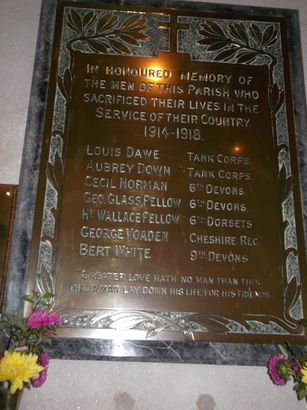 IN HONOURED MEMORY OF
THE MEN OF THIS PARISH WHO
SACRIFICED THEIR LIVES IN THE
SERVICE OF THEIR COUNTRY.
1914-1918.
LOUIS DAWE TANK CORPS
AUBREY DOWN TANK CORPS
CECIL NORMAN 6TH DEVONS.
GEO. GLASS FELLOW 6TH DEVONS.
HY WALLACE FELLOW 6TH DORSETS
GEORGE VOADEN CHESHIRE REGT
BERT WHITE 9TH DEVONS
GREATER LOVE HATH NO MAN THAN THIS
THAT A MAN LAY DOWN HIS LIFE FOR HIS FRIENDS